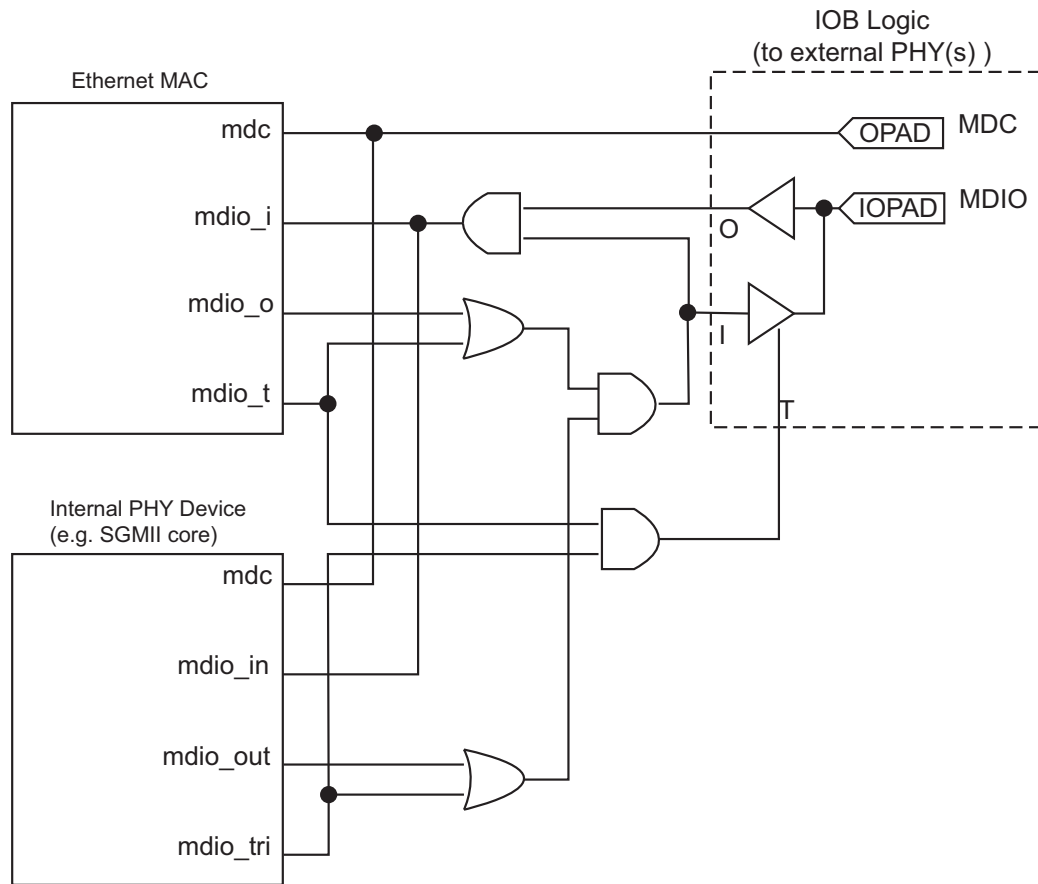 IOB Logic
(to external PHY(s) )
Ethernet MAC
mdc
OPAD
MDC
mdio_i
O
IOPAD
MDIO
mdio_o
I
mdio_t
T
Internal PHY Device
(e.g. SGMII core)
mdc
mdio_in
mdio_out
mdio_tri